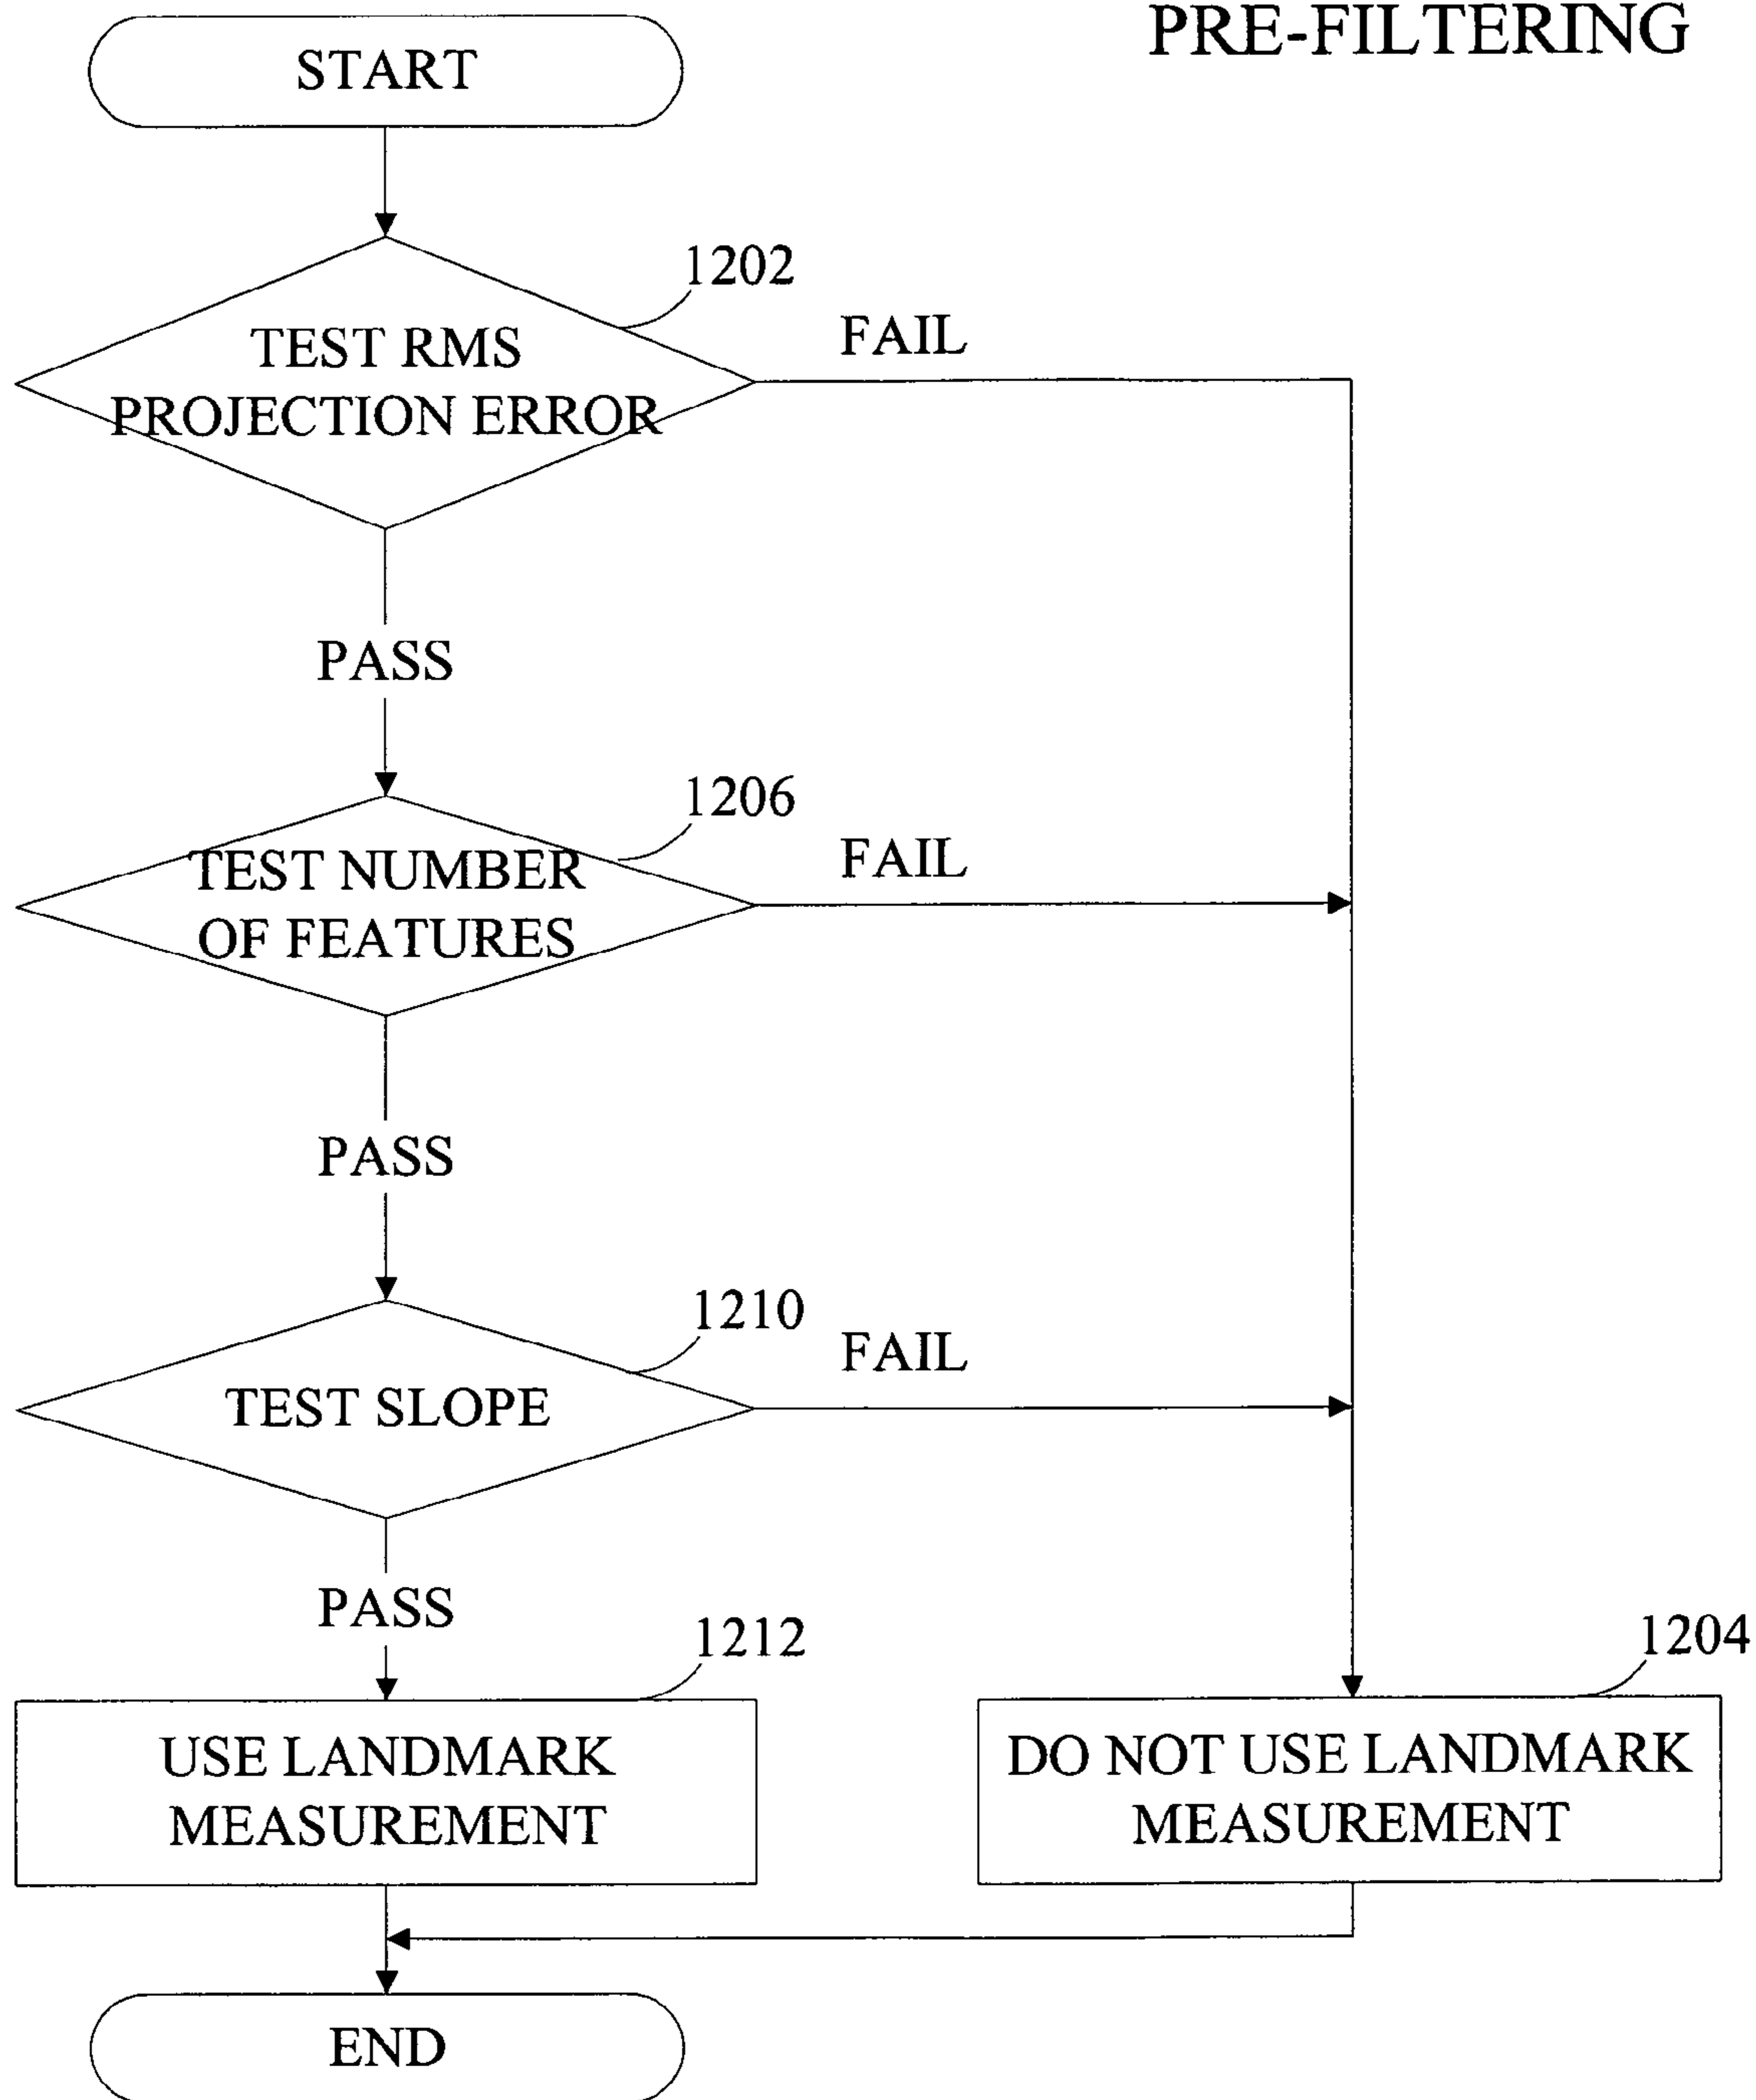 PRE-FILTERING
START
1202
TEST RMS
PROJECTION ERROR
FAIL
PASS
1206
TEST NUMBER
OF FEATURES
FAIL
PASS
1210
TEST SLOPE
FAIL
PASS
1212
USE LANDMARK
MEASUREMENT
1204
DO NOT USE LANDMARK
MEASUREMENT
END